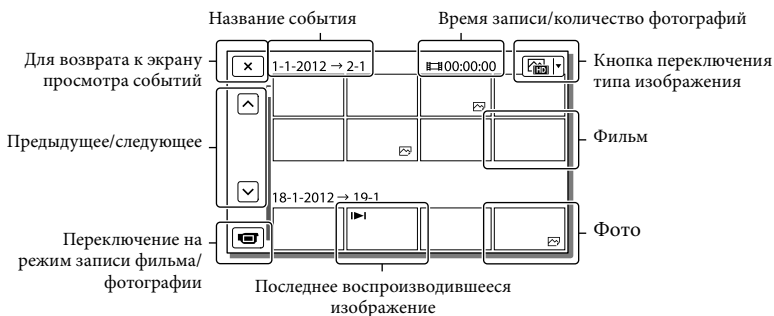 Название события
Время записи/количество фотографий
Для возврата к экрану
просмотра событий
1-1-2012 → 2-1
00:00:00
HD
Кнопка переключения
типа изображения
Предыдущее/следующее
Фильм
18-1-2012 → 19-1
Переключение на
режим записи фильма/
фотографии
Фото
Последнее воспроизводившееся
изображение